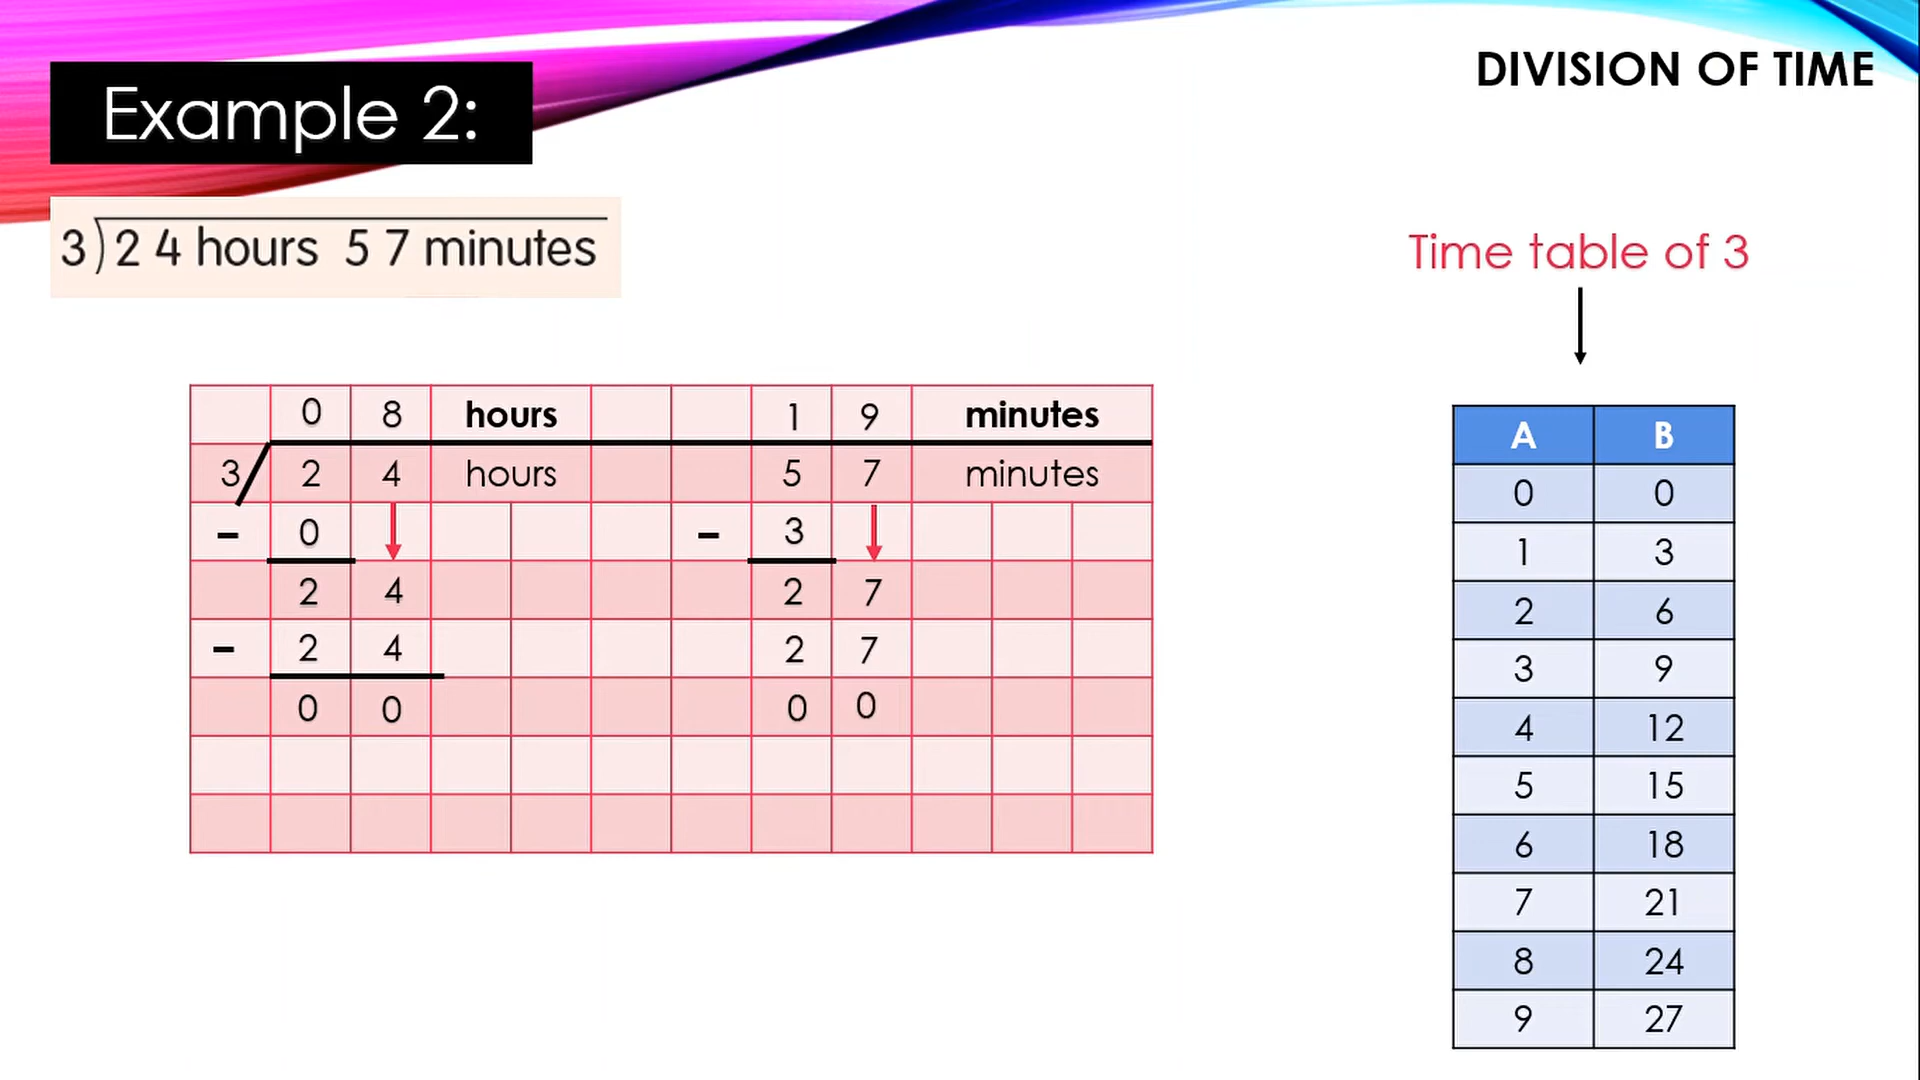 DIVISION OF TIME
Example 2:
3)2 4 hours 5 7 minutes
Time table of 3
0 8 hours 1 9 minutes
3 / 2 4 hours 5 7 minutes
- 0 - 3
2 4 2 7
- 2 4 2 7
0 0 0 0
A B
0 0
1 3
2 6
3 9
4 12
5 15
6 18
7 21
8 24
9 27